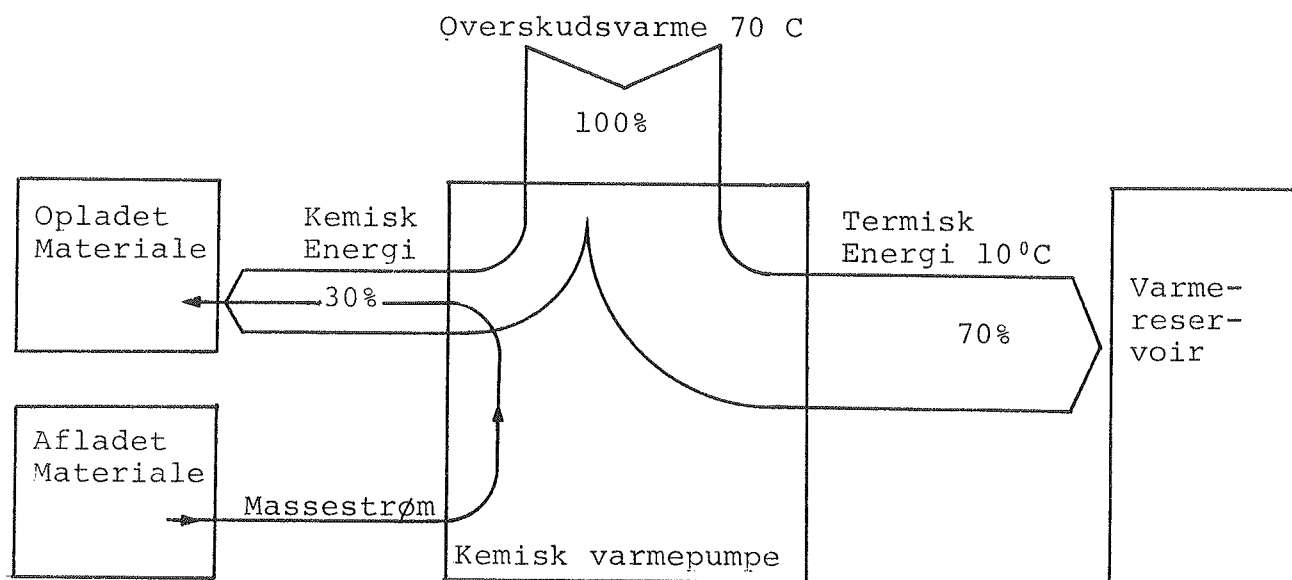 Overskudsvarme 70 C
100%
Opladet
Materiale
Kemisk
Energi
30%
Termisk
Energi 10⁰C
70%
Varme-
reser-
voir
Afladet
Materiale
Massestrøm
Kemisk varmepumpe